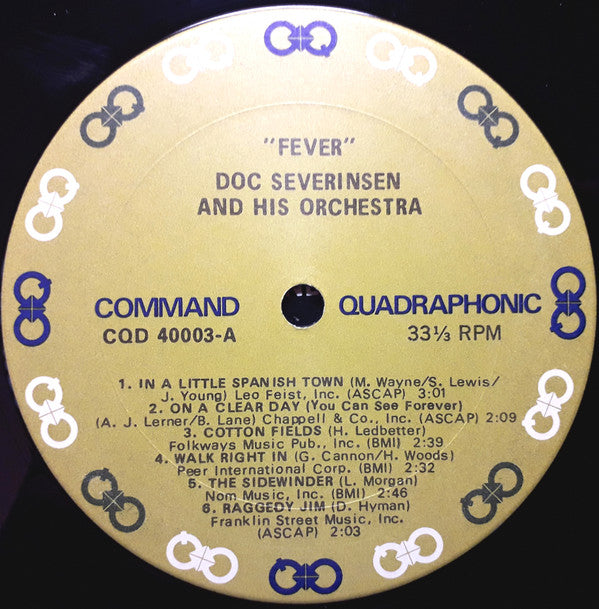 "FEVER"
DOC SEVERINSEN
AND HIS ORCHESTRA
COMMAND QUADRAPHONIC
CQD 40003-A 33⅓ RPM
1. IN A LITTLE SPANISH TOWN (M. Wayne/S. Lewis/
J. Young) Leo Feist, Inc. (ASCAP) 3:01
2. ON A CLEAR DAY (You Can See Forever)
(A. J. Lerner/B. Lane) Chappell & Co., Inc. (ASCAP) 2:09
3. COTTON FIELDS (H. Ledbetter)
Folkways Music Pub., Inc. (BMI) 2:39
4. WALK RIGHT IN (G. Cannon/H. Woods)
Peer International Corp. (BMI) 2:32
5. THE SIDEWINDER (L. Morgan)
Nom Music, Inc. (BMI) 2:46
6. RAGGEDY JIM (D. Hyman)
Franklin Street Music, Inc.
(ASCAP) 2:03